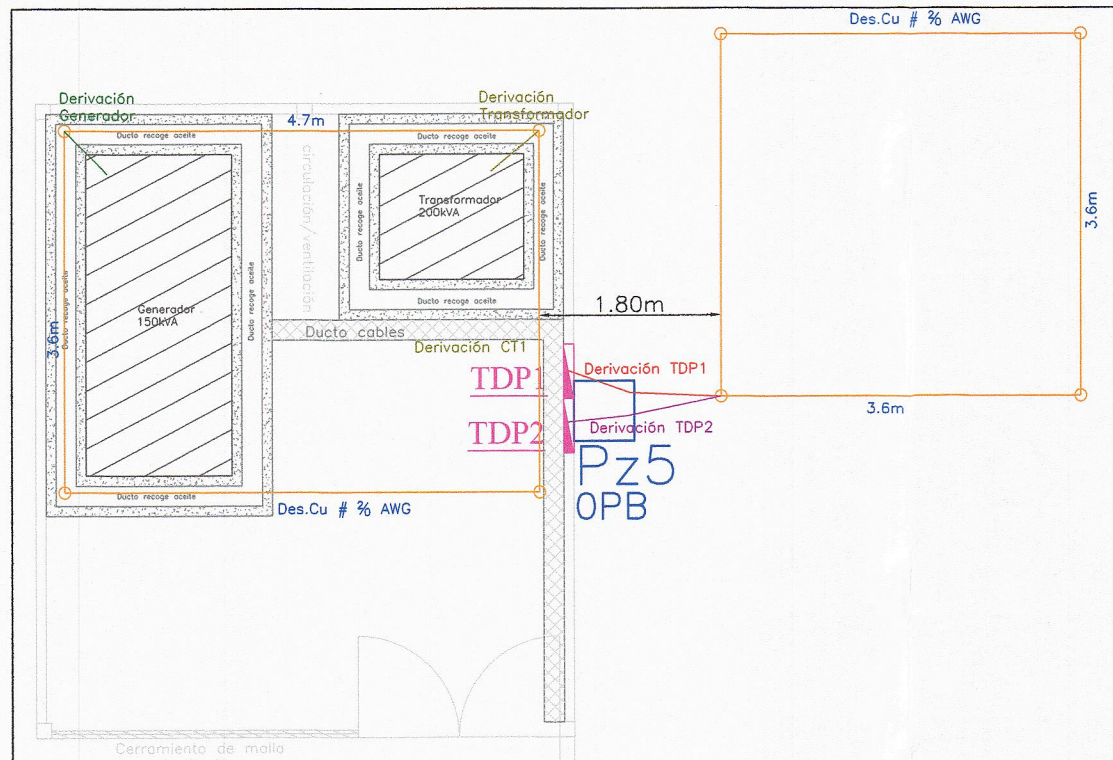 Des.Cu # 2/0 AWG
Derivación
Generador
4.7m
Derivación
Transformador
Ducto recoge aceite
Ducto recoge aceite
circulación/ventilación
Ducto recoge aceite
Ducto recoge aceite
Transformador
200kVA
3.6m
Ducto recoge aceite
Ducto recoge aceite
Ducto recoge aceite
1.80m
Generador
150kVA
3.6m
Ducto cables
Derivación CT1
Derivación TDP1
TDP1
3.6m
Derivación TDP2
TDP2
Pz5
0PB
Ducto recoge aceite
Des.Cu # 2/0 AWG
Cerramiento de malla